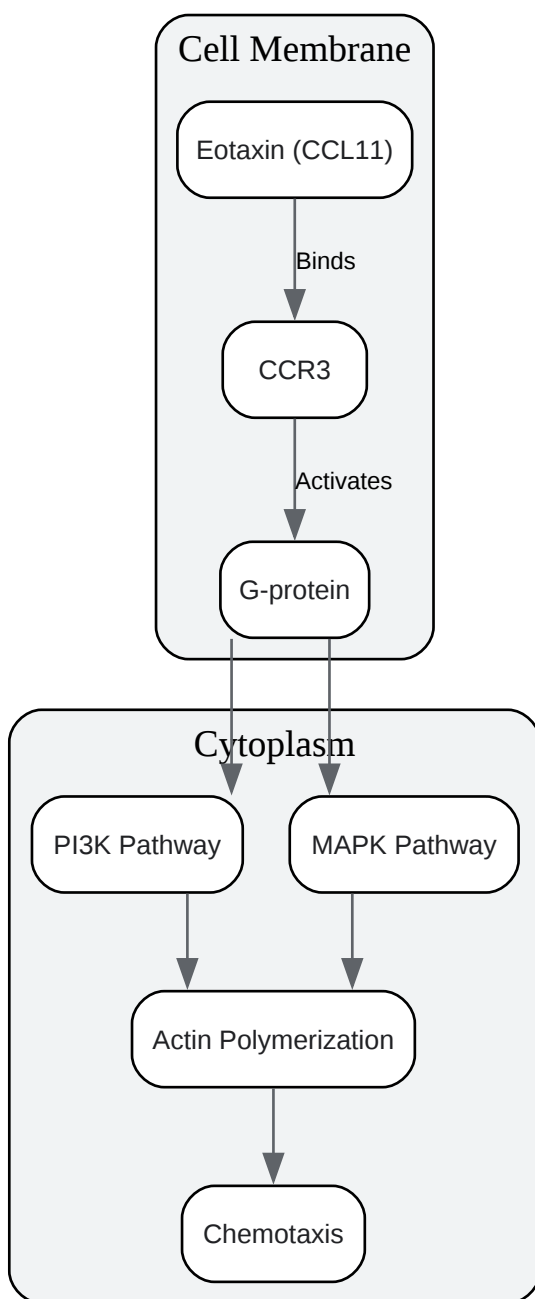 Cell Membrane
Eotaxin (CCL11)
Binds
CCR3
Activates
G-protein
Cytoplasm
PI3K Pathway
MAPK Pathway
Actin Polymerization
Chemotaxis